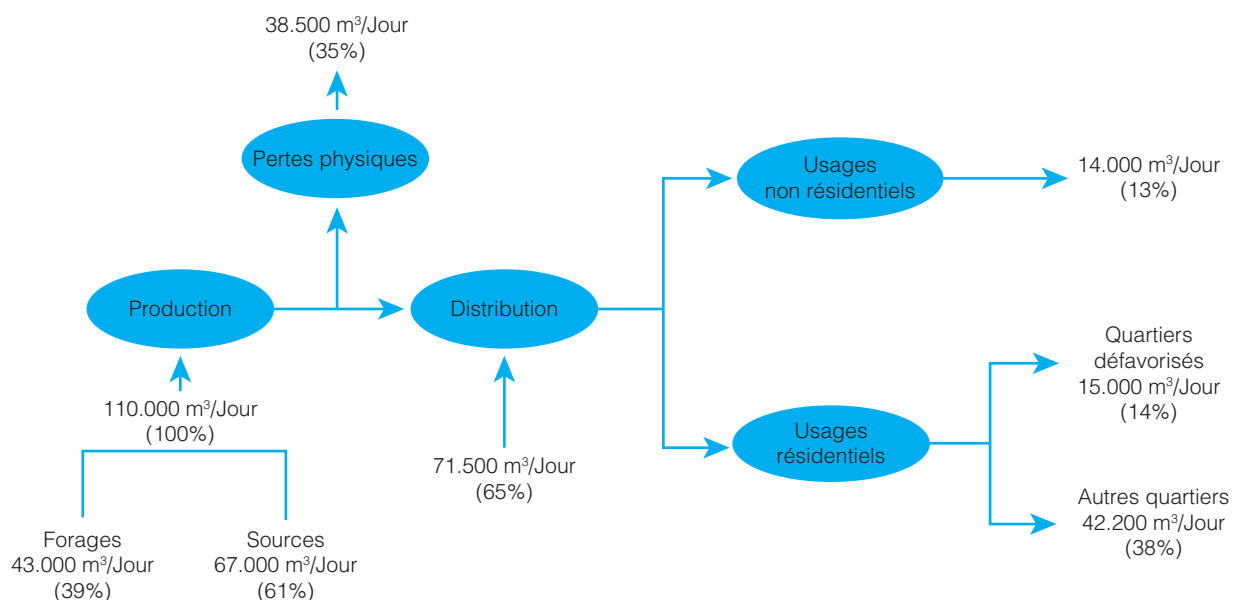 38.500 m³/Jour
(35%)
Pertes physiques
Usages
non résidentiels
14.000 m³/Jour
(13%)
Production
Distribution
110.000 m³/Jour
(100%)
71.500 m³/Jour
(65%)
Forages
43.000 m³/Jour
(39%)
Sources
67.000 m³/Jour
(61%)
Usages
résidentiels
Quartiers
défavorisés
15.000 m³/Jour
(14%)
Autres quartiers
42.200 m³/Jour
(38%)